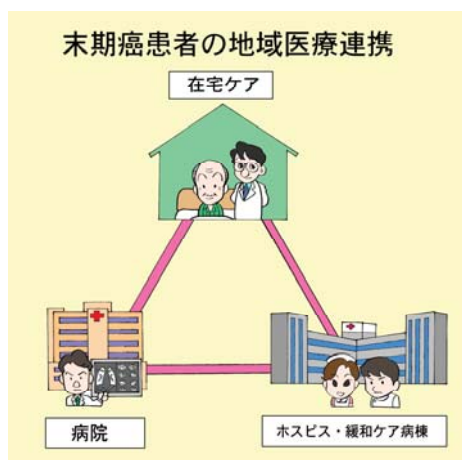 末期癌患者の地域医療連携
在宅ケア
病院
ホスピス・緩和ケア病棟